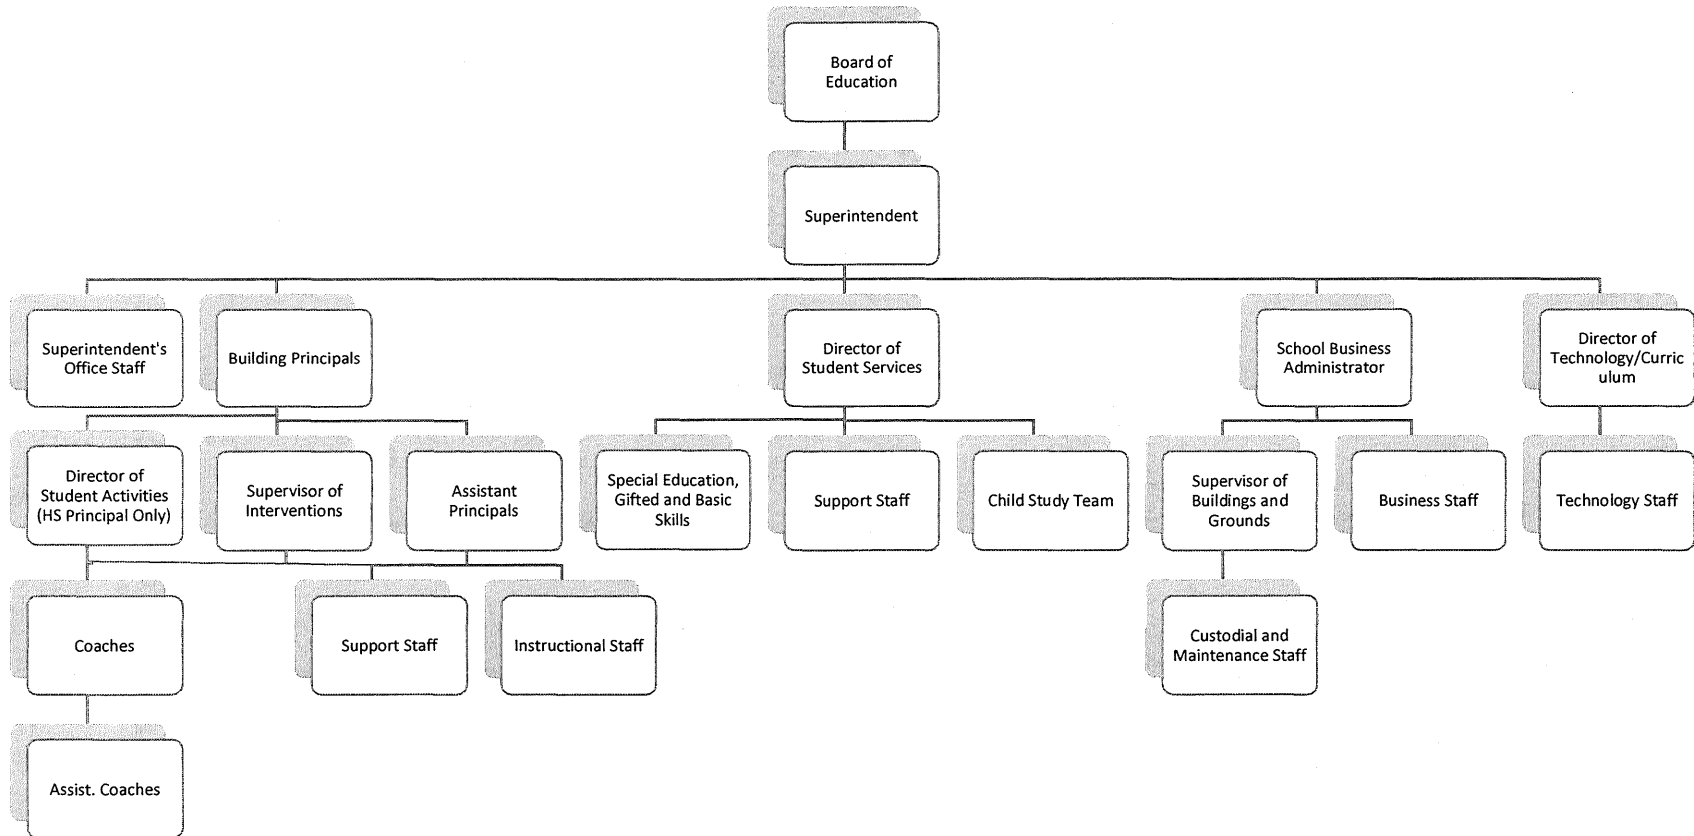 Board of
Education
Superintendent
Superintendent's
Office Staff
Building Principals
Director of
Student Services
School Business
Administrator
Director of
Technology/Curric
ulum
Director of
Student Activities
(HS Principal Only)
Supervisor of
Interventions
Assistant
Principals
Special Education,
Gifted and Basic
Skills
Support Staff
Child Study Team
Supervisor of
Buildings and
Grounds
Business Staff
Technology Staff
Coaches
Support Staff
Instructional Staff
Custodial and
Maintenance Staff
Assist. Coaches